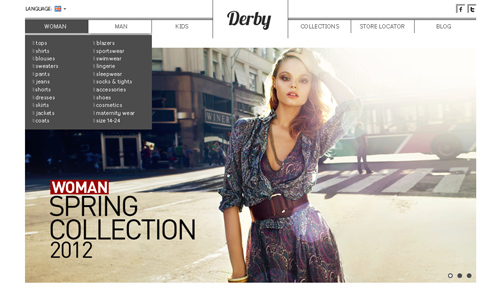 LANGUAGE:
f t
WOMAN MAN KIDS Derby COLLECTIONS STORE LOCATOR BLOG
tops blazers
shirts sportswear
blouses swimwear
sweaters lingerie
pants sleepwear
jeans socks & tights
shorts accessories
dresses shoes
skirts cosmetics
jackets maternity wear
coats size 14-24
WOMAN
SPRING
COLLECTION
2012